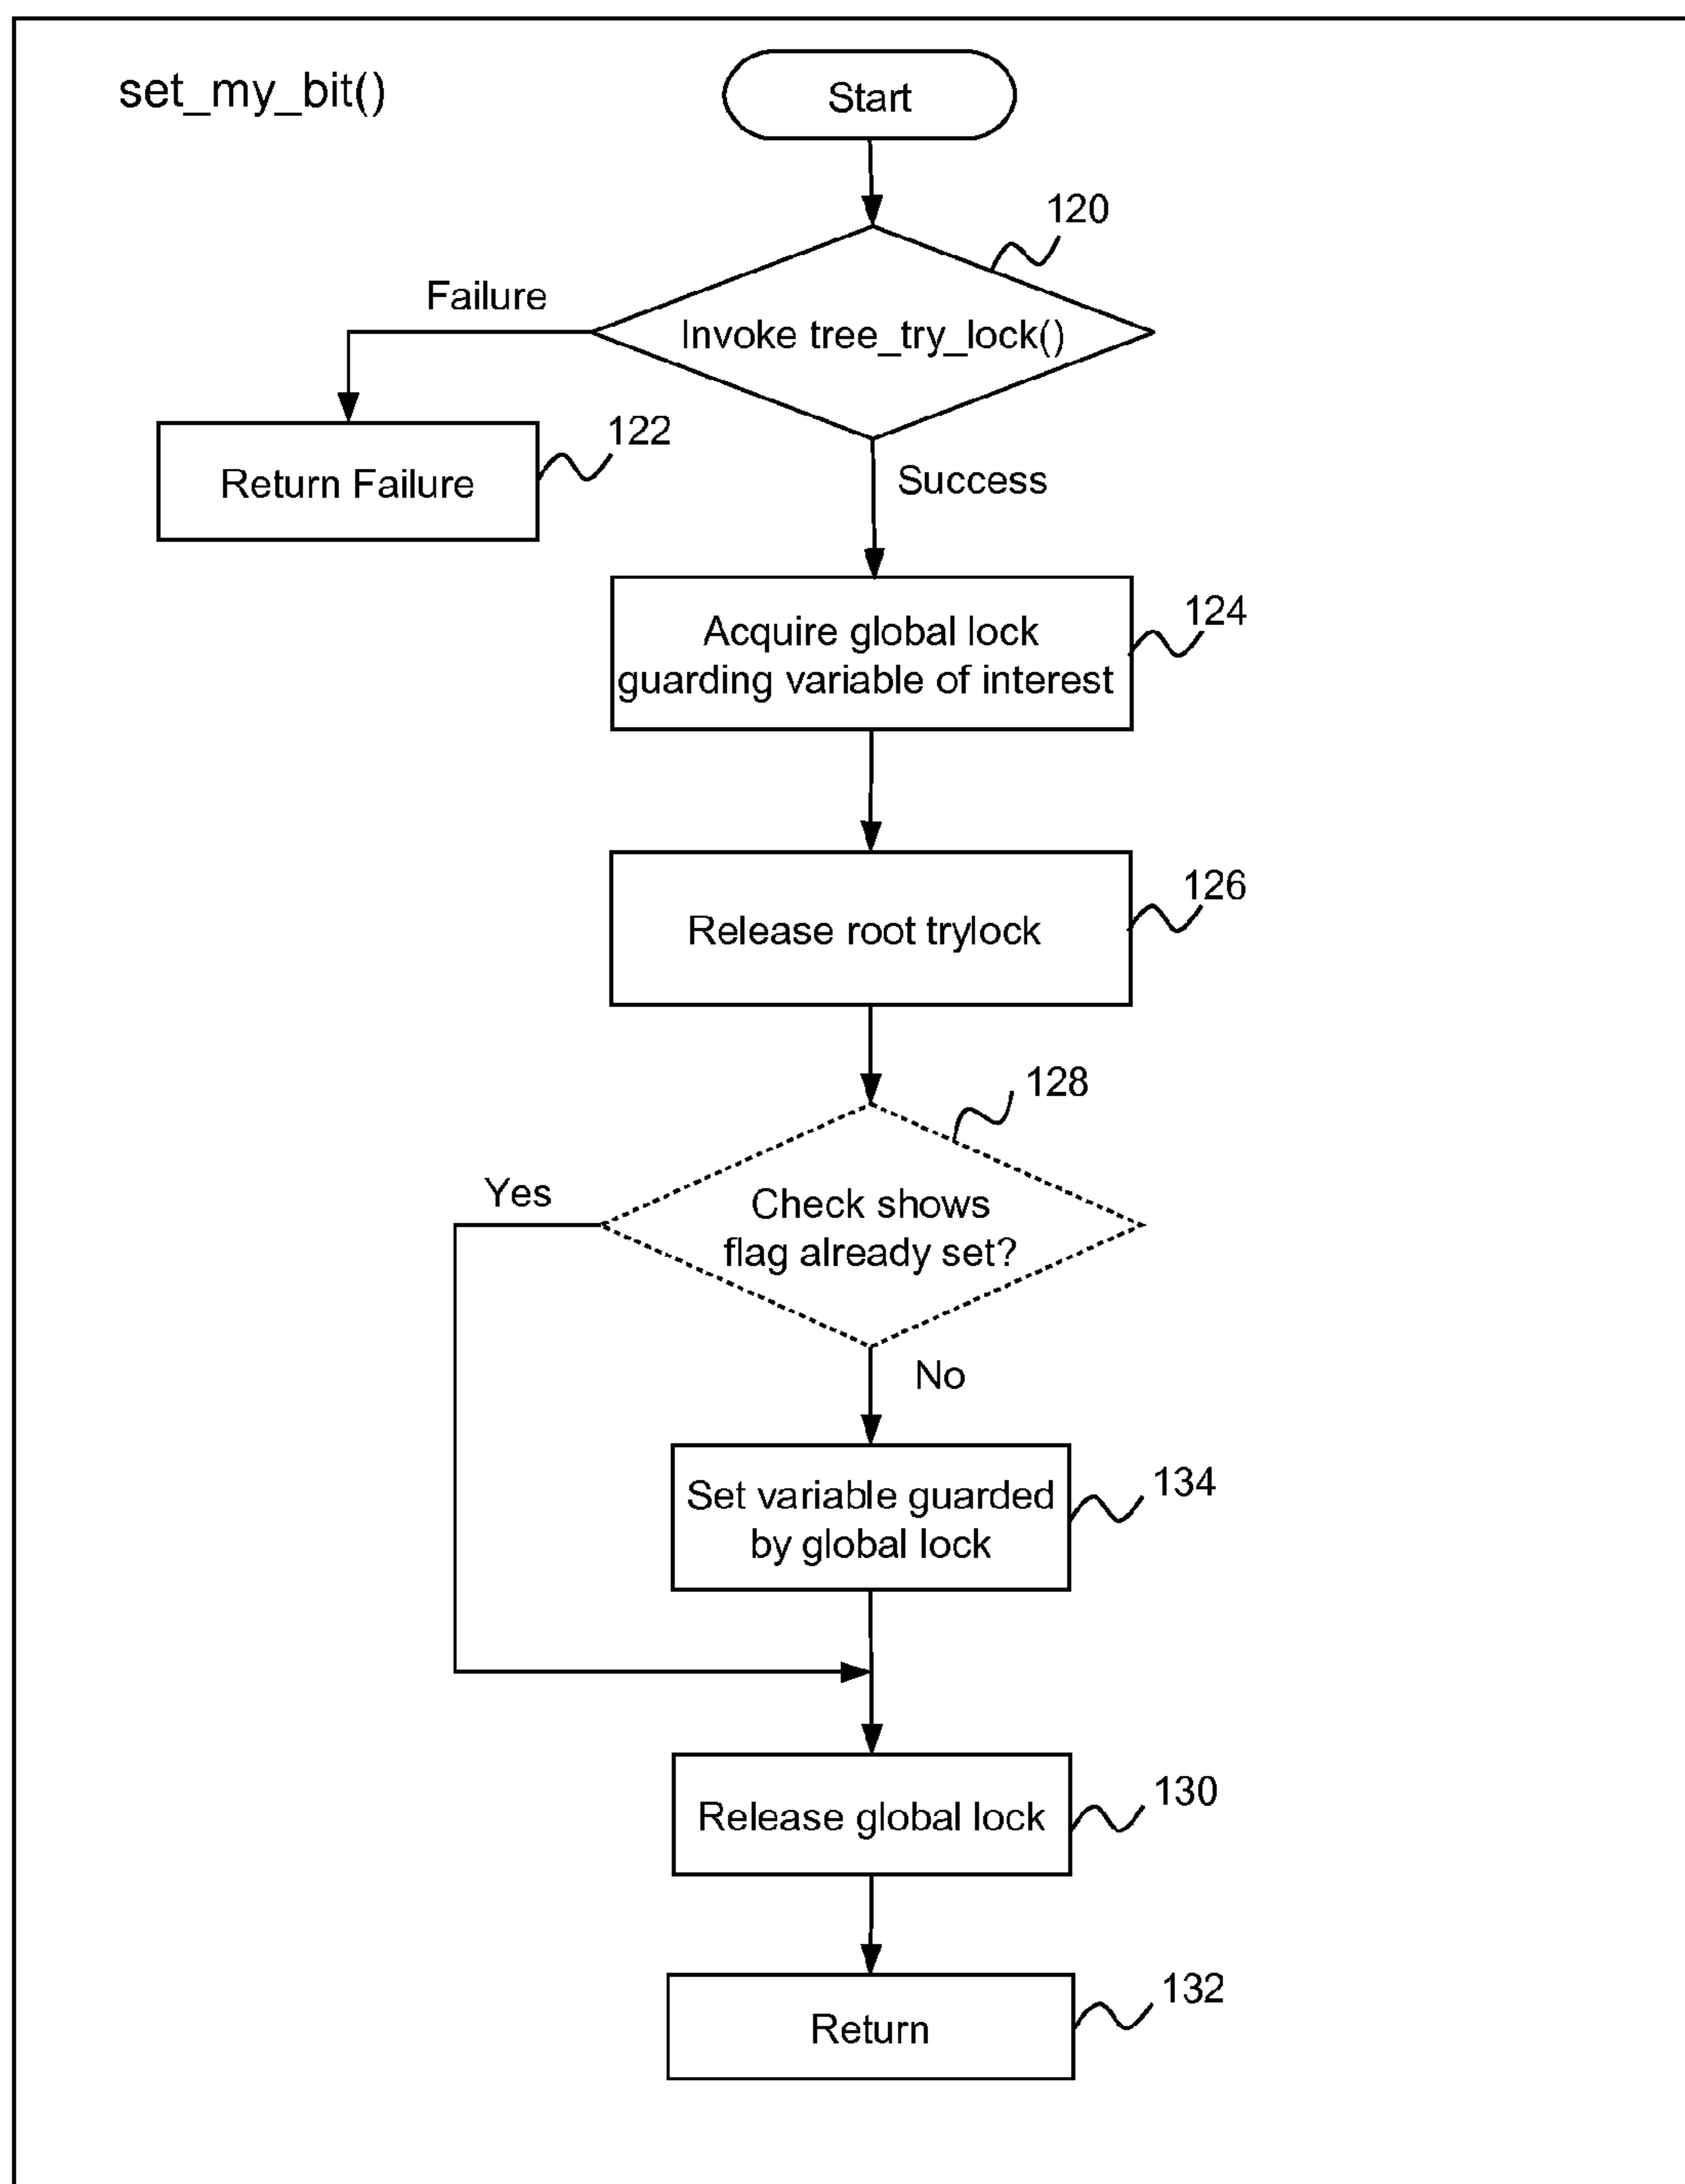 set_my_bit()
Start
120
Failure
Invoke tree_try_lock()
122
Return Failure
Success
124
Acquire global lock
guarding variable of interest
126
Release root trylock
128
Yes
Check shows
flag already set?
No
134
Set variable guarded
by global lock
130
Release global lock
132
Return